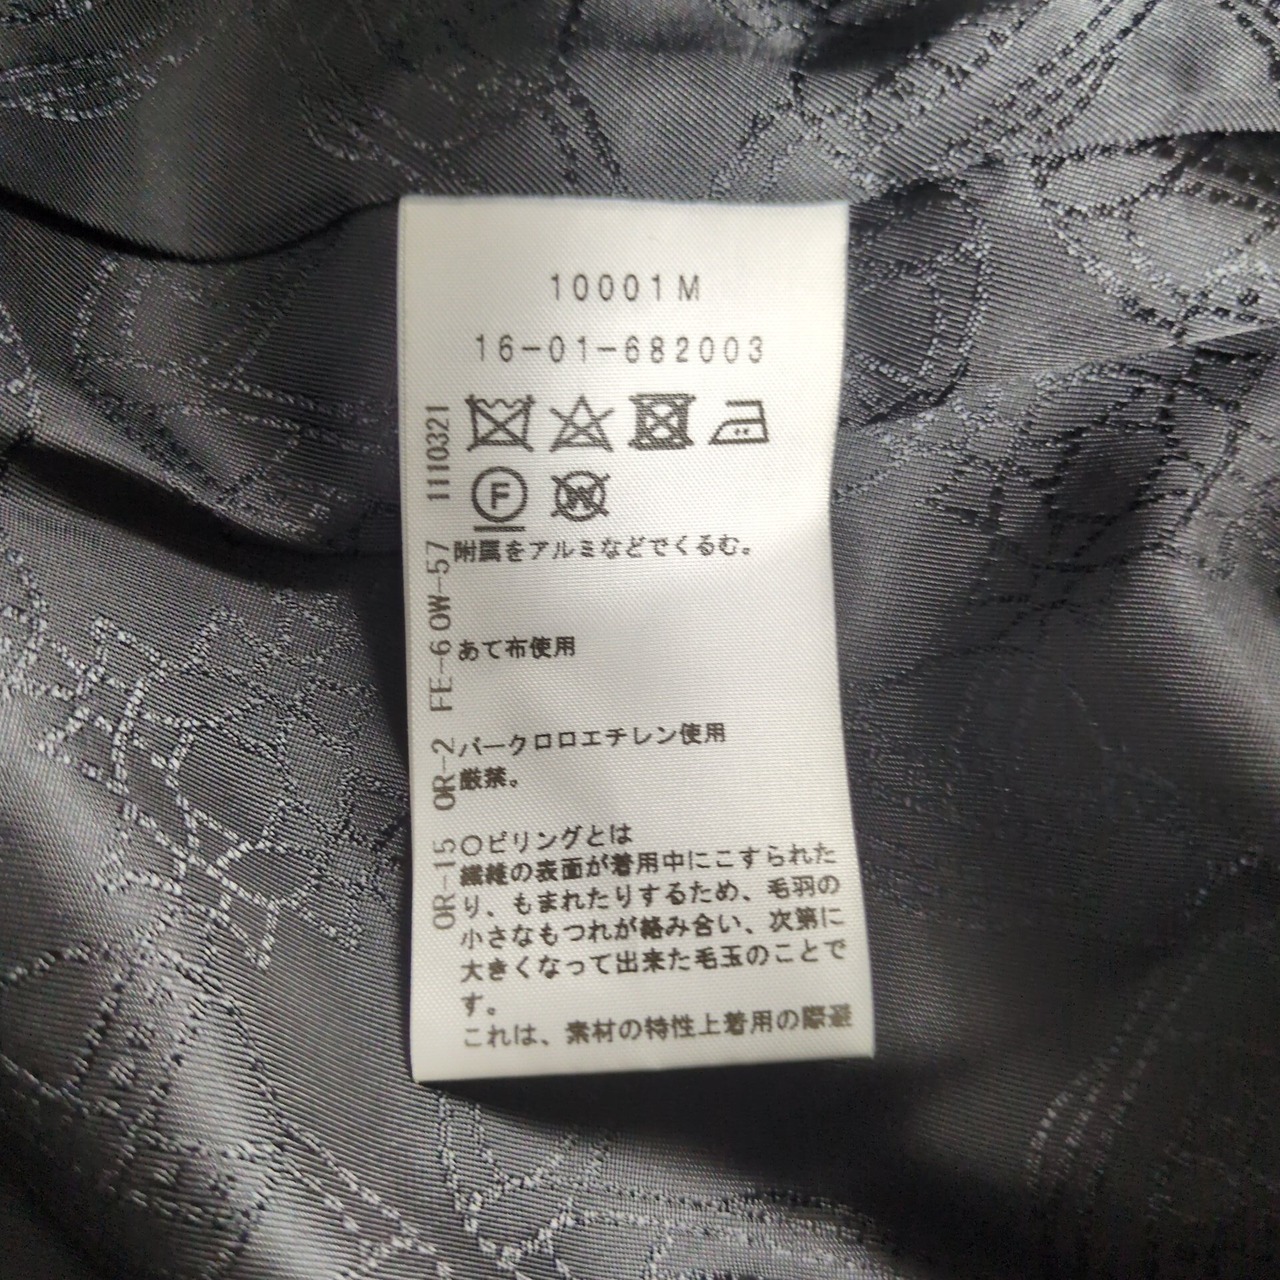 10001M
16-01-682003
F W
附属をアルミなどでくるむ。
あて布使用
パークロロエチレン使用
厳禁。
〇ピリングとは
繊維の表面が着用中にこすられた
り、もまれたりするため、毛羽の
小さなもつれが絡み合い、次第に
大きくなって出来た毛玉のことで
す。
これは、素材の特性上着用の際避
OR-15 OR-2 FE-6 OW-57 1110321